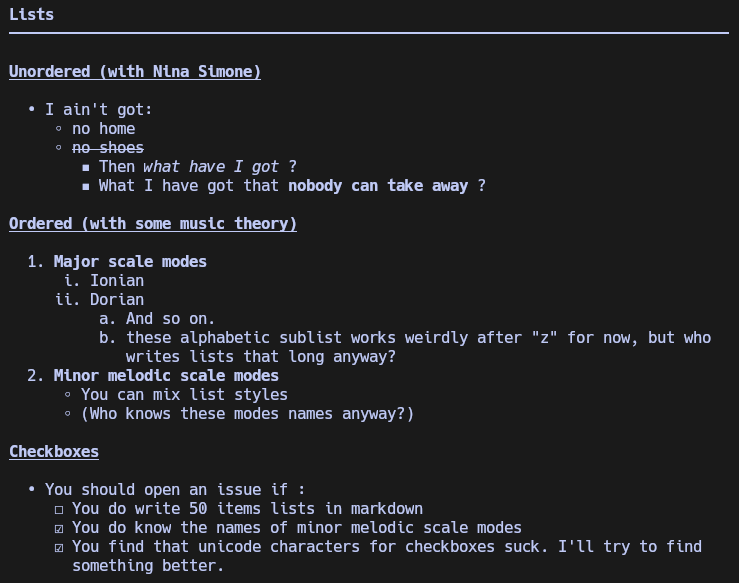 Lists
Unordered (with Nina Simone)
• I ain't got:
◦ no home
◦ no shoes
▪ Then what have I got ?
▪ What I have got that nobody can take away ?
Ordered (with some music theory)
1. Major scale modes
i. Ionian
ii. Dorian
a. And so on.
b. these alphabetic sublist works weirdly after "z" for now, but who
writes lists that long anyway?
2. Minor melodic scale modes
◦ You can mix list styles
◦ (Who knows these modes names anyway?)
Checkboxes
• You should open an issue if :
☐ You do write 50 items lists in markdown
☑ You do know the names of minor melodic scale modes
☑ You find that unicode characters for checkboxes suck. I'll try to find
something better.